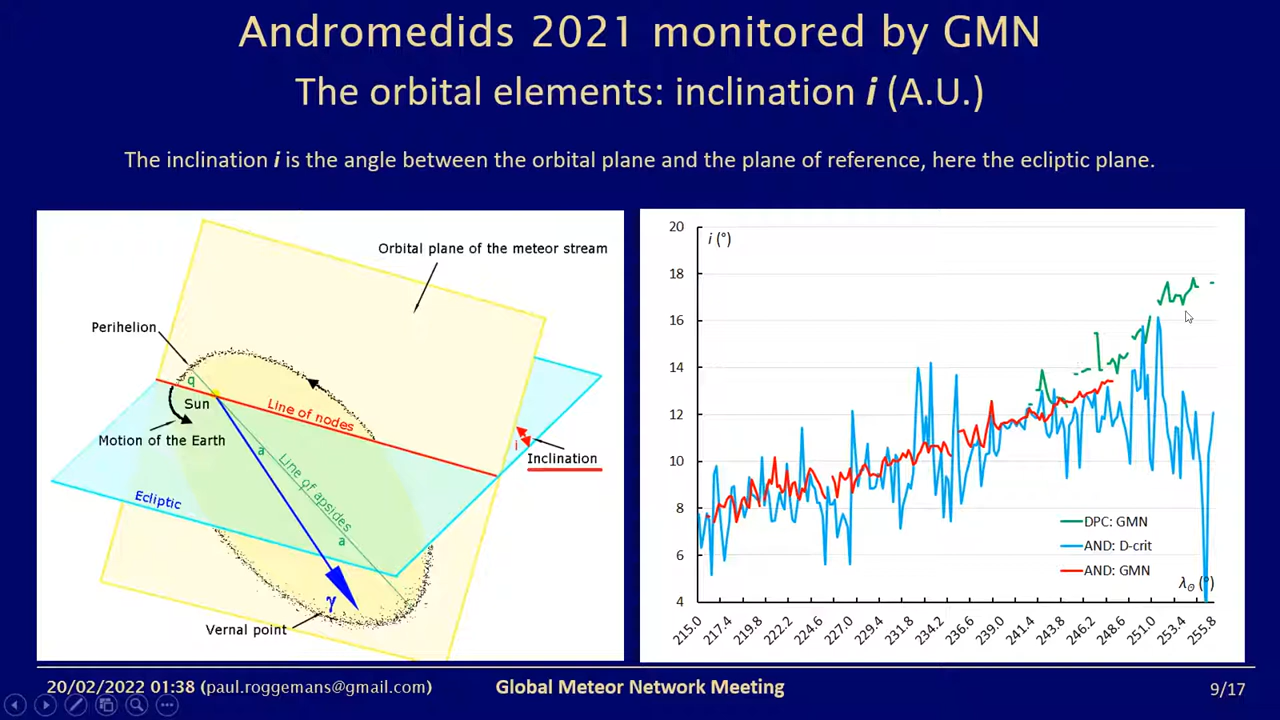 Andromedids 2021 monitored by GMN
The orbital elements: inclination i (A.U.)
The inclination i is the angle between the orbital plane and the plane of reference, here the ecliptic plane.
Orbital plane of the meteor stream
Perihelion
q
Sun
Line of nodes
Motion of the Earth
a
Line of apsides
i
Inclination
Ecliptic
a
γ
Vernal point
i (°)
20
18
16
14
12
10
8
6
4
DPC: GMN
AND: D-crit
AND: GMN
λ⊙ (°)
215.0 217.4 219.8 222.2 224.6 227.0 229.4 231.8 234.2 236.6 239.0 241.4 243.8 246.2 248.6 251.0 253.4 255.8
20/02/2022 01:38 (paul.roggemans@gmail.com) Global Meteor Network Meeting 9/17